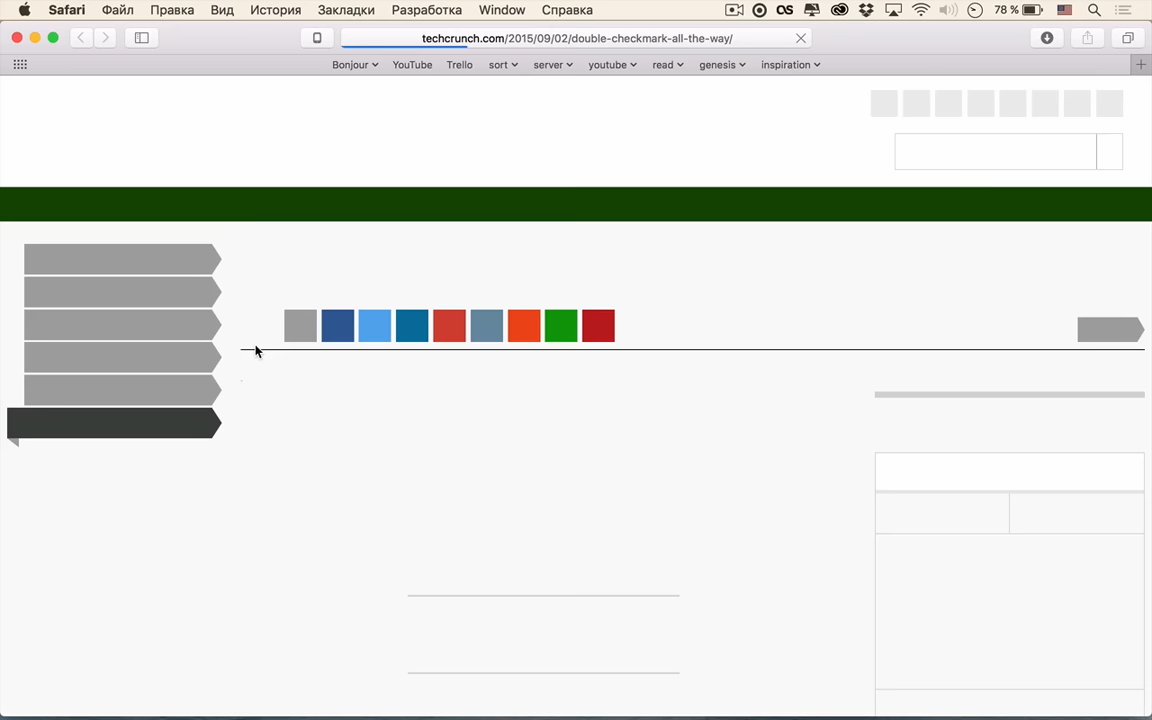 Safari Файл Правка Вид История Закладки Разработка Window Справка 78 %
techcrunch.com/2015/09/02/double-checkmark-all-the-way/
Bonjour YouTube Trello sort server youtube read genesis inspiration